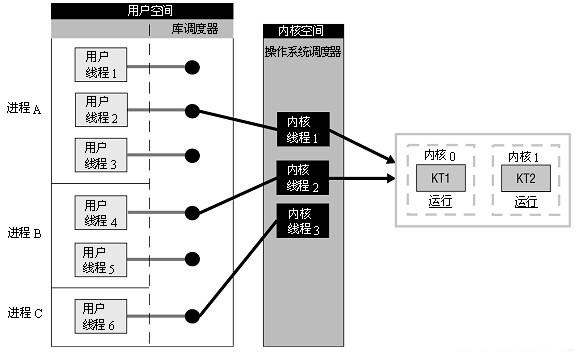 用户空间
库调度器
内核空间
操作系统调度器
进程 A
用户
线程 1
用户
线程 2
用户
线程 3
进程 B
用户
线程 4
用户
线程 5
进程 C
用户
线程 6
内核
线程 1
内核
线程 2
内核
线程 3
内核 0
KT1
运行
内核 1
KT2
运行